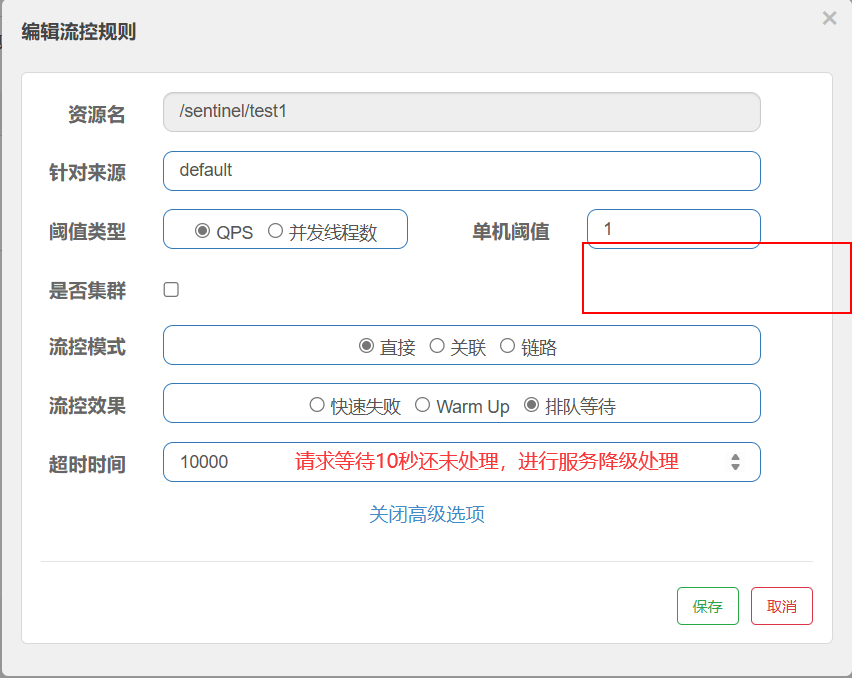 编辑流控规则 ×
资源名 /sentinel/test1
针对来源 default
阈值类型 QPS 并发线程数 单机阈值 1
是否集群
流控模式 直接 关联 链路
流控效果 快速失败 Warm Up 排队等待
超时时间 10000 请求等待10秒还未处理，进行服务降级处理
关闭高级选项
保存 取消